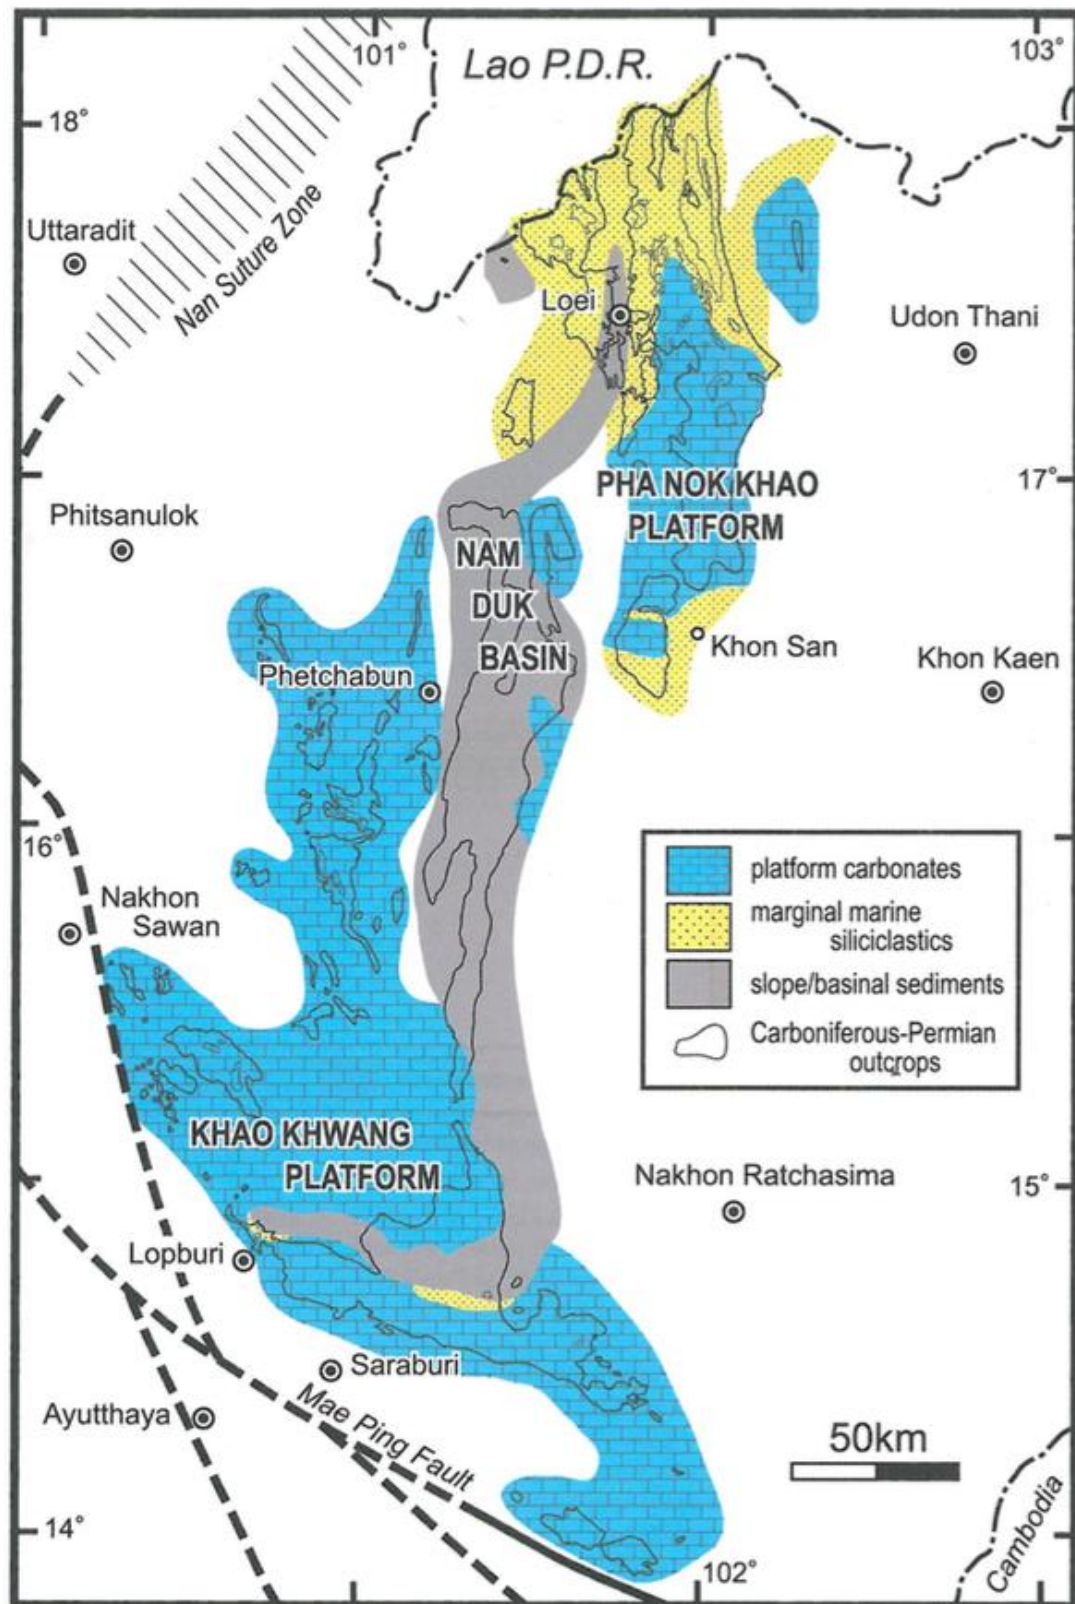 101°
103°
Lao P.D.R.
18°
Uttaradit
Nan Suture Zone
Loei
Udon Thani
PHA NOK KHAO
PLATFORM
17°
Phitsanulok
NAM
DUK
BASIN
Khon San
Khon Kaen
Phetchabun
16°
Nakhon
Sawan
platform carbonates
marginal marine
siliciclastics
slope/basinal sediments
Carboniferous-Permian
outcrops
KHAO KHWANG
PLATFORM
Nakhon Ratchasima
15°
Lopburi
Saraburi
Ayutthaya
Mae Ping Fault
50km
14°
102°
Cambodia